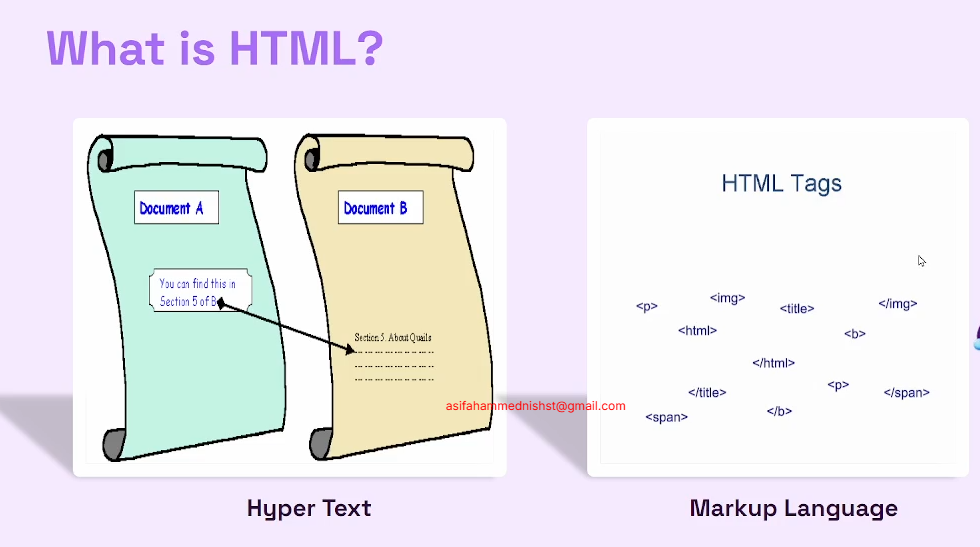 What is HTML?
Document A
You can find this in
Section 5 of B
Document B
Section 5. About Quails
HTML Tags
<p>
<img>
<title>
</img>
<html>
<b>
</html>
<p>
</title>
</span>
<span>
</b>
asifahammednishst@gmail.com
Hyper Text
Markup Language